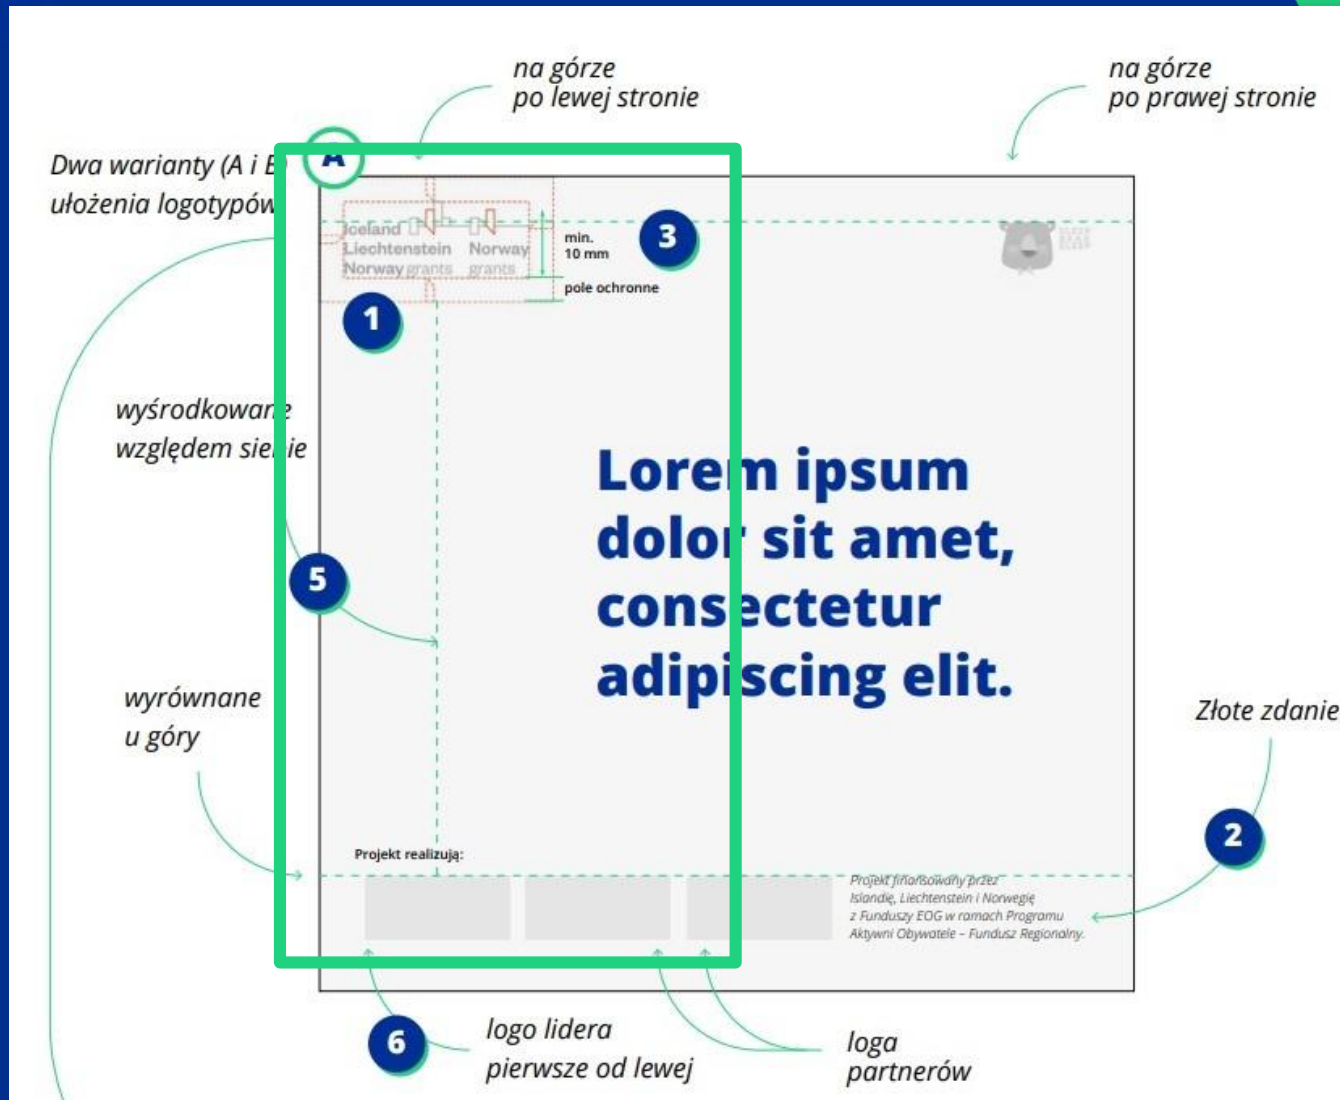 na górze
po lewej stronie
na górze
po prawej stronie
Dwa warianty (A i B)
ułożenia logotypów
A
Iceland
Liechtenstein
Norway grants
Norway
grants
min.
10 mm
pole ochronne
3
1
wyśrodkowane
względem siebie
5
Lorem ipsum
dolor sit amet,
consectetur
adipiscing elit.
wyrównane
u góry
Złote zdanie
2
Projekt realizują:
Projekt finansowany przez
Islandię, Liechtenstein i Norwegię
z Funduszy EOG w ramach Programu
Aktywni Obywatele – Fundusz Regionalny.
6
logo lidera
pierwsze od lewej
loga
partnerów